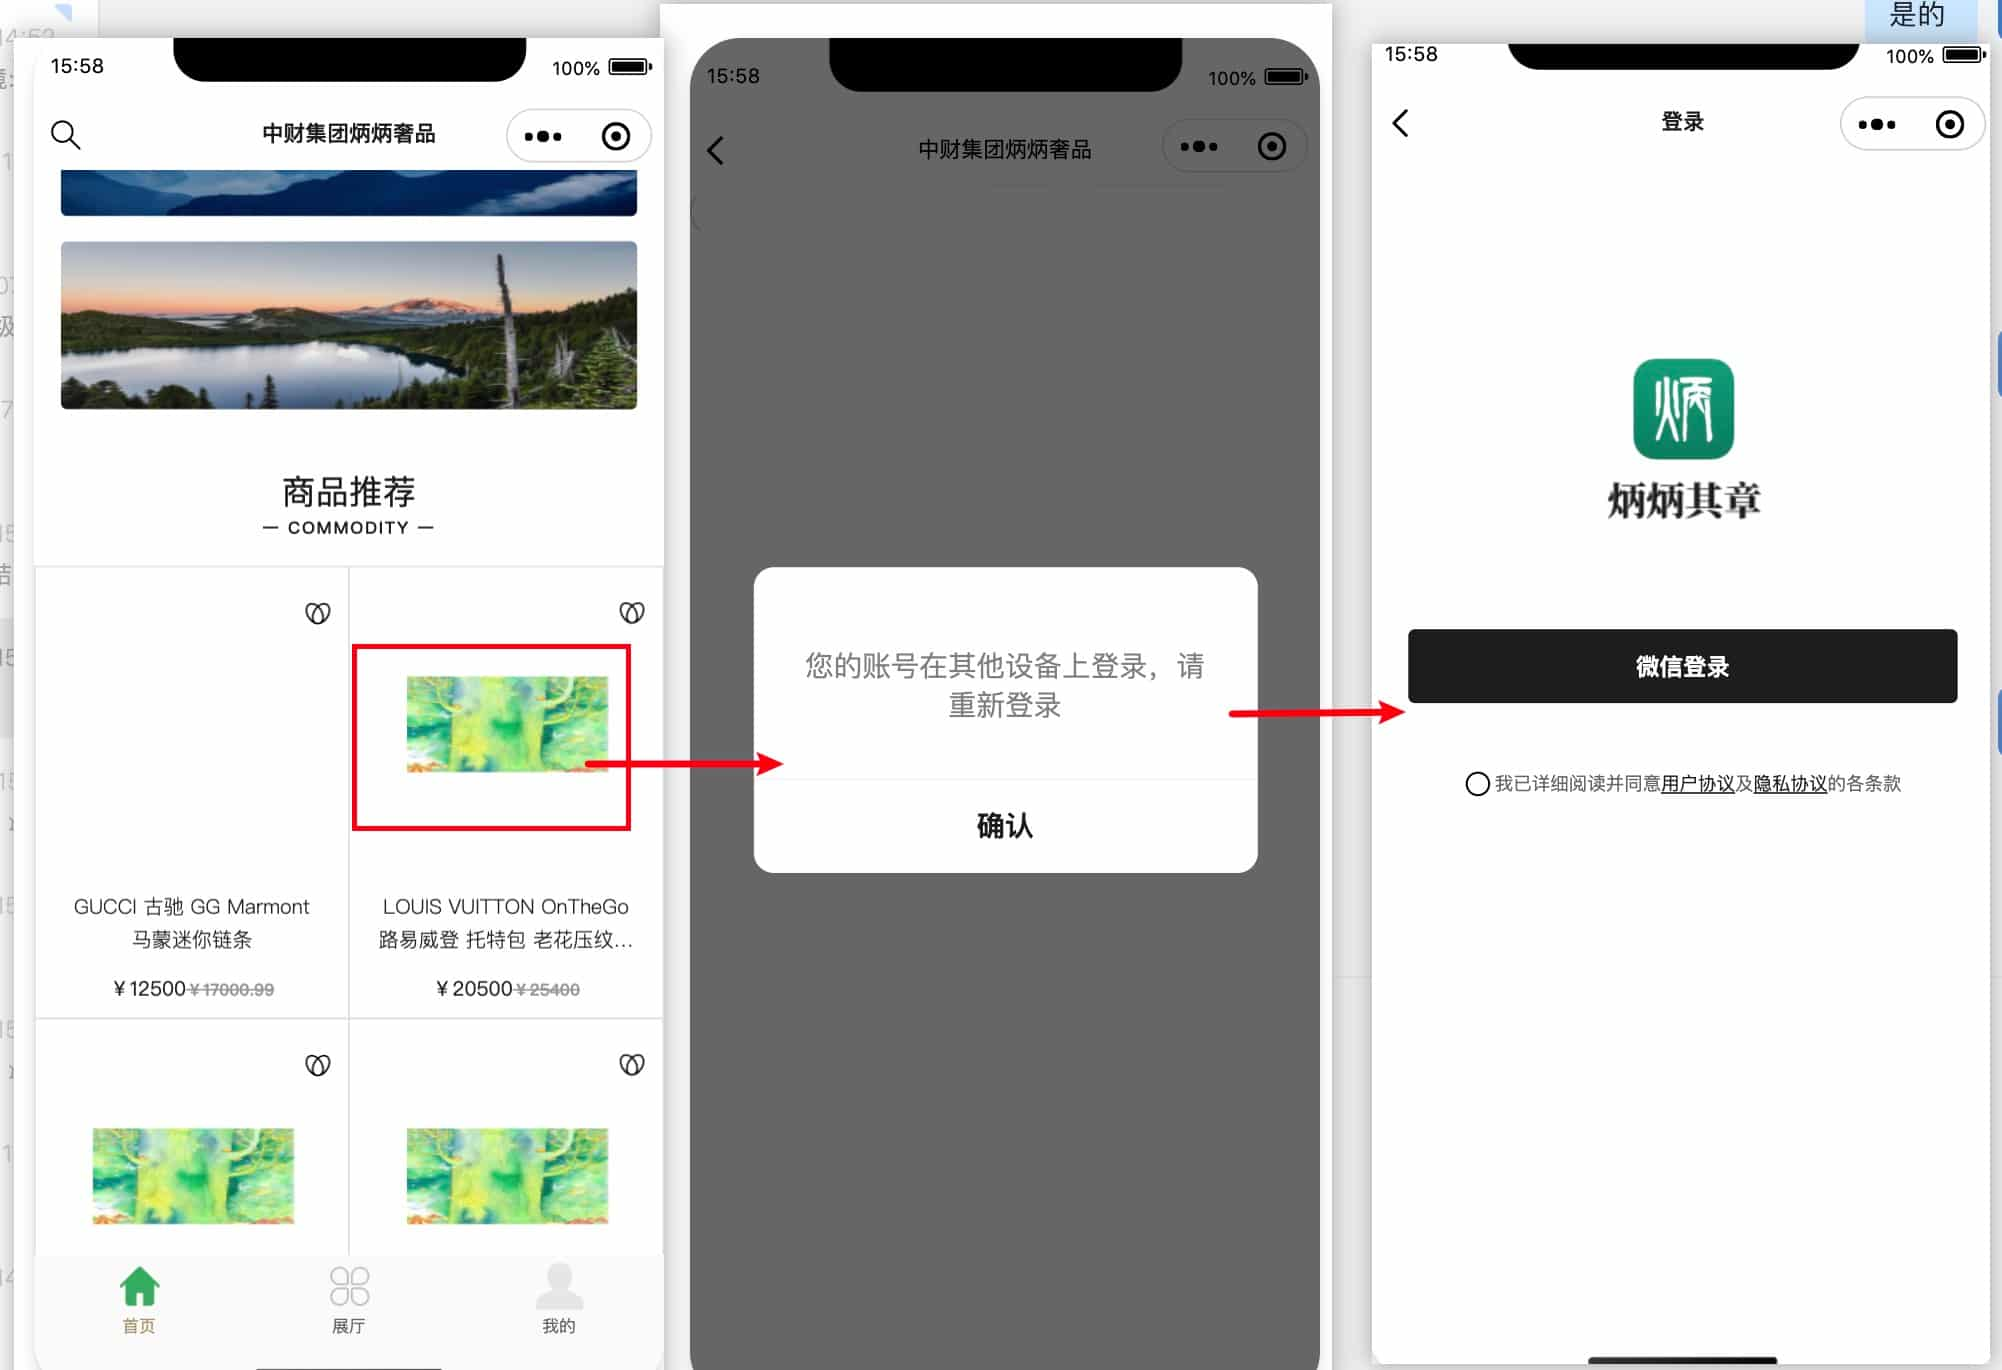 是的
15:58
100%
中财集团炳炳奢品
商品推荐
— COMMODITY —
GUCCI 古驰 GG Marmont
马蒙迷你链条
¥12500 ¥17000.99
LOUIS VUITTON OnTheGo
路易威登 托特包 老花压纹...
¥20500 ¥25400
首页
展厅
我的
15:58
100%
中财集团炳炳奢品
您的账号在其他设备上登录，请
重新登录
确认
15:58
100%
登录
炳
炳炳其章
微信登录
我已详细阅读并同意用户协议及隐私协议的各条款